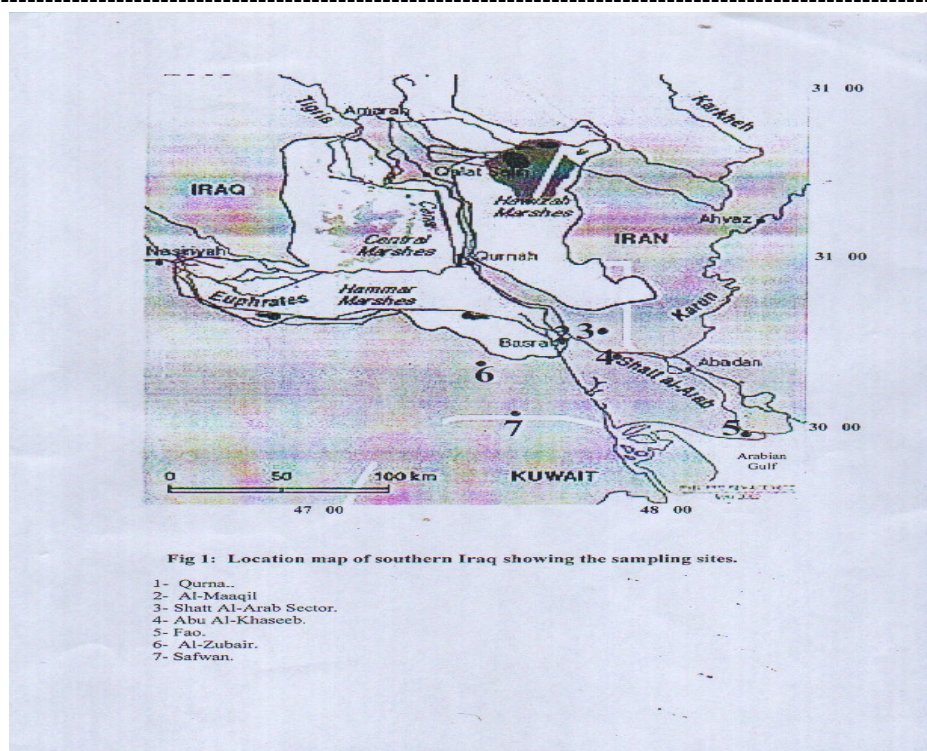 31 00
Karkheh
Tigris
Amarah
Qal'at Salih
IRAQ
Hawizah
Marshes
Canal
Central
Marshes
Ahvaz
IRAN
Nasiriyah
Qurnah
31 00
Hammar
Marshes
Euphrates
Karun
Basrah
3
4
Abadan
Shatt al-Arab
6
7
5
30 00
Arabian
Gulf
0 50 100 km
KUWAIT
47 00 48 00
Fig 1: Location map of southern Iraq showing the sampling sites.
1- Qurna..
2- Al-Maaqil
3- Shatt Al-Arab Sector.
4- Abu Al-Khaseeb.
5- Fao.
6- Al-Zubair.
7- Safwan.